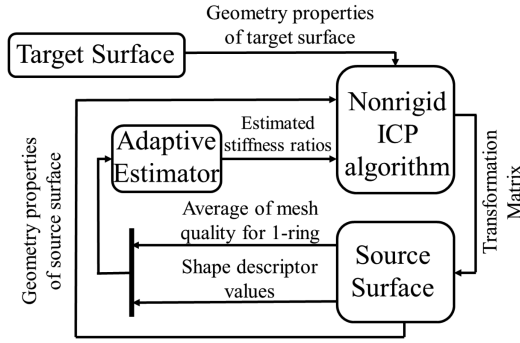 Geometry properties
of target surface
Target Surface
Nonrigid
ICP
algorithm
Estimated
stiffness ratios
Adaptive
Estimator
Transformation
Matrix
Geometry properties
of source surface
Average of mesh
quality for 1-ring
Shape descriptor
values
Source
Surface